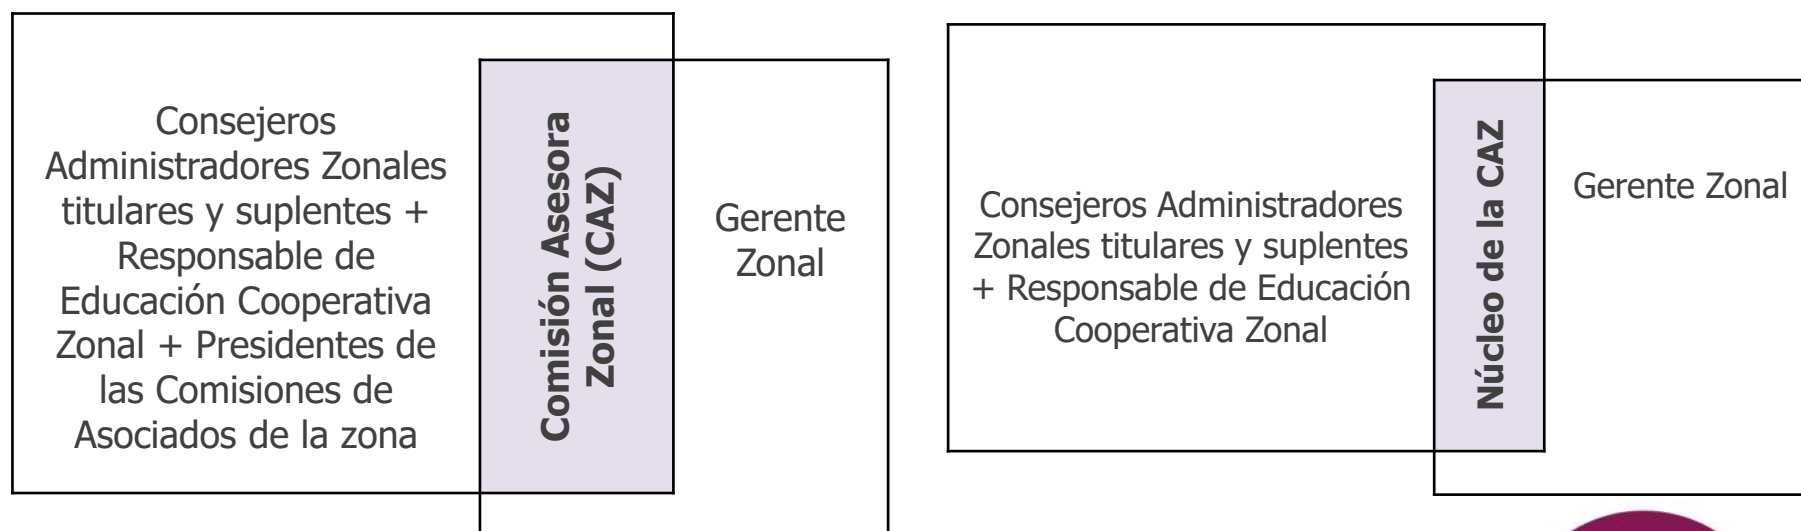 Consejeros
Administradores Zonales
titulares y suplentes +
Responsable de
Educación Cooperativa
Zonal + Presidentes de
las Comisiones de
Asociados de la zona
Comisión Asesora
Zonal (CAZ)
Gerente
Zonal
Consejeros Administradores
Zonales titulares y suplentes
+ Responsable de Educación
Cooperativa Zonal
Núcleo de la CAZ
Gerente Zonal